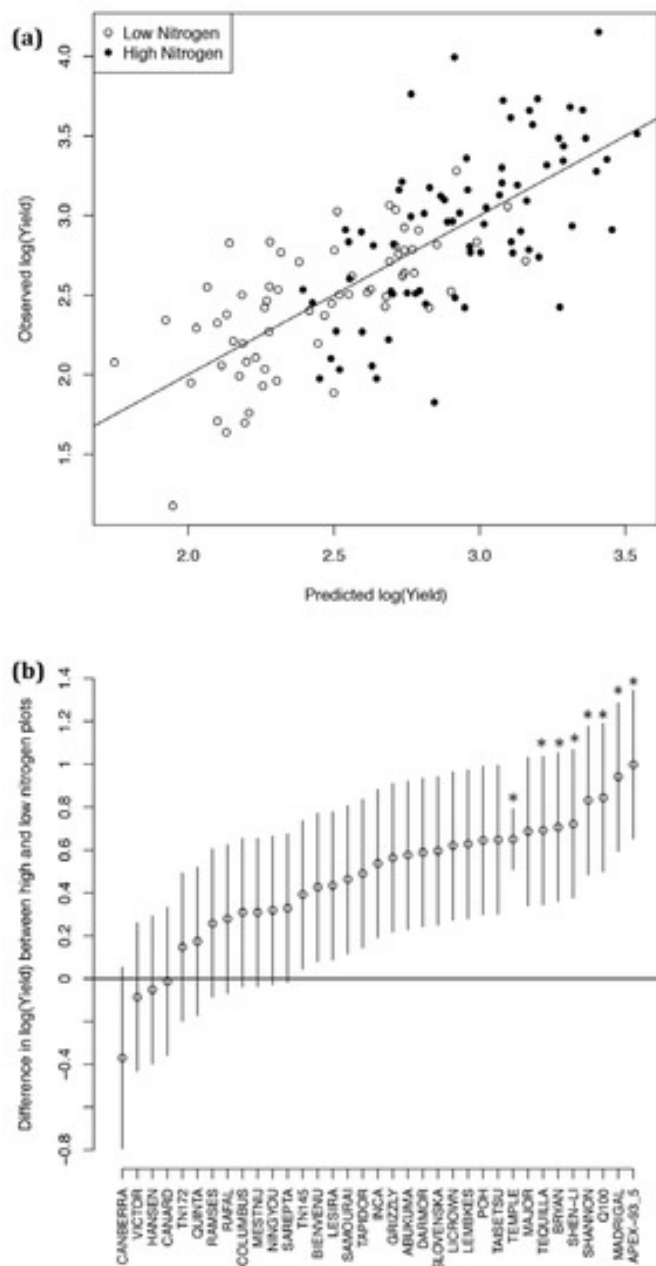 (a)
Low Nitrogen
High Nitrogen
4.0
3.5
3.0
2.5
2.0
1.5
Observed log(Yield)
2.0 2.5 3.0 3.5
Predicted log(Yield)
(b)
1.4
1.2
1
0.8
0.6
0.4
0.2
0
-0.4
-0.8
Difference in log(Yield) between high and low nitrogen plots
* * * * * * * *
CANBERRA
VICTOR
HANSEN
CANARD
TN172
QUINTA
RAMSES
RAFAL
COLUMBUS
MESTNIJ
NINGYOU
SAREPTA
TN145
BIENVENU
LESIRA
SAMOURAI
TAPIDOR
INCA
GRIZZLY
ABUKUMA
DARMOR
SLOVENSKA
LICROWN
LEMBKES
POH
TAISETSU
TEMPLE
MAJOR
TEQUILLA
BRYAN
SHEN-LI
SHANNON
Q100
MADRIGAL
APEX-93_5